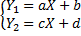 Y₁ = aX + b
Y₂ = cX + d